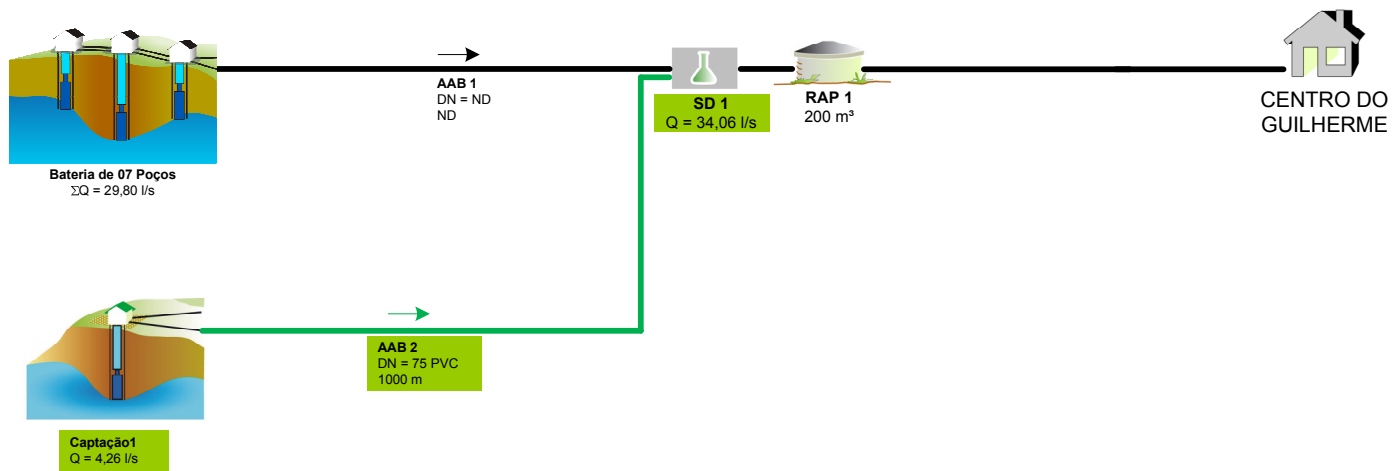 AAB 1
DN = ND
ND
SD 1
Q = 34,06 l/s
RAP 1
200 m³
CENTRO DO
GUILHERME
Bateria de 07 Poços
ΣQ = 29,80 l/s
AAB 2
DN = 75 PVC
1000 m
Captação1
Q = 4,26 l/s